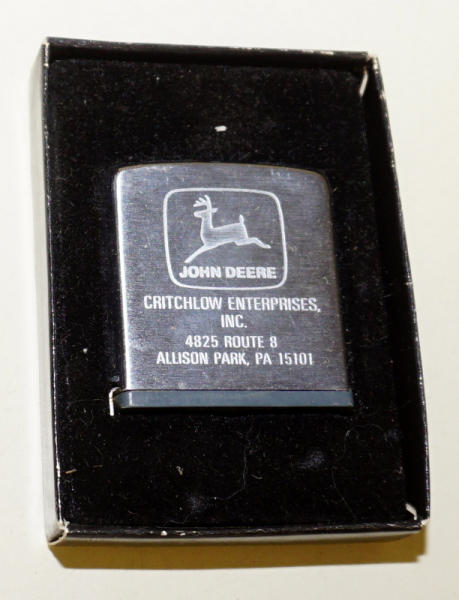 JOHN DEERE
CRITCHLOW ENTERPRISES,
INC.
4825 ROUTE 8
ALLISON PARK, PA 15101